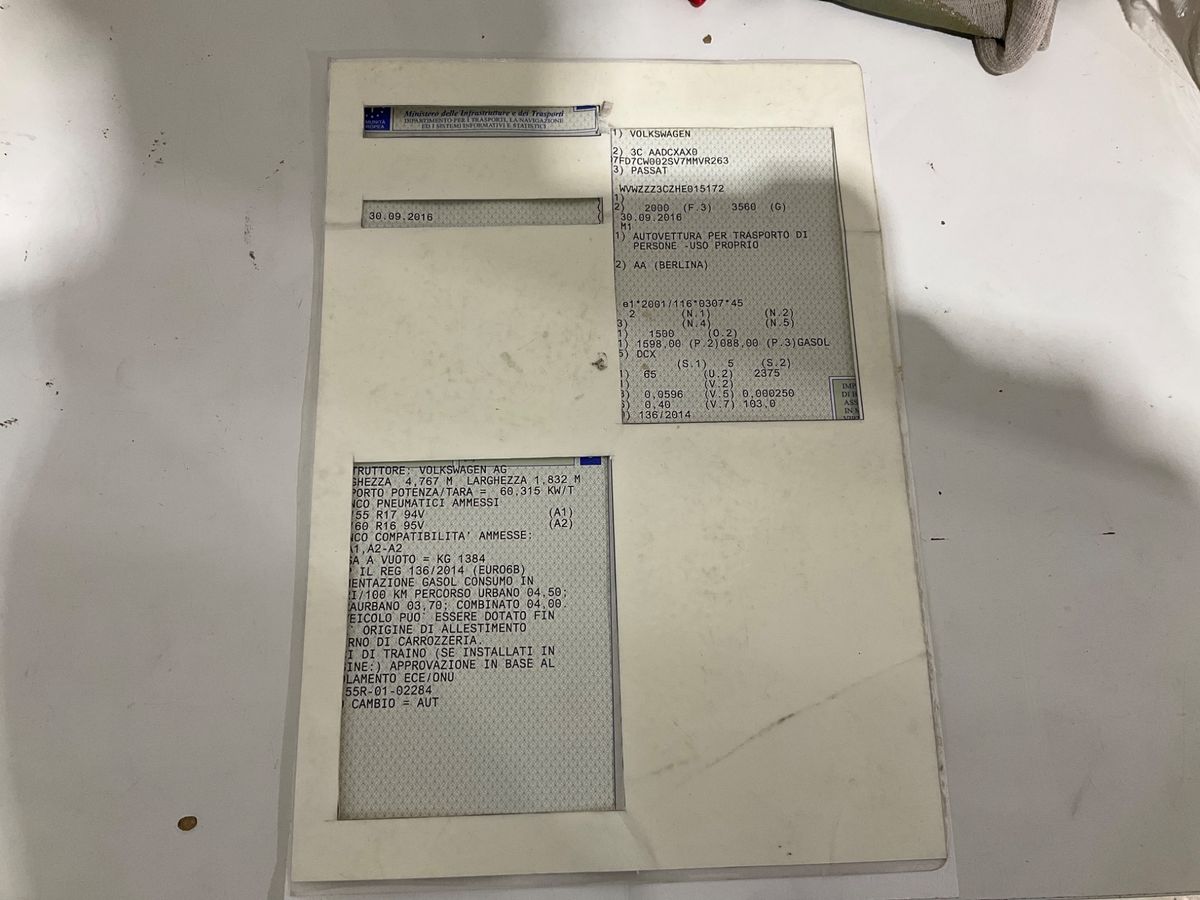 MUNITÀ
ROPEA
Ministero delle Infrastrutture e dei Trasporti
DIPARTIMENTO PER I TRASPORTI, LA NAVIGAZIONE
ED I SISTEMI INFORMATIVI E STATISTICI
30.09.2016
1) VOLKSWAGEN
2) 3C AADCXAX0
7FD7CW002SV7MMVR263
3) PASSAT
WVWZZZ3CZHE015172
1)
2) 2000 (F.3) 3560 (G)
30.09.2016
M1
1) AUTOVETTURA PER TRASPORTO DI
PERSONE -USO PROPRIO
2) AA (BERLINA)
e1*2001/116*0307*45
2 (N.1) (N.2)
3) (N.4) (N.5)
1) 1500 (O.2)
1) 1598,00 (P.2)088,00 (P.3)GASOL
5) DCX
(S.1) 5 (S.2)
1) 65 (U.2) 2375
1) (V.2)
3) 0,0596 (V.5) 0,000250
) 0,40 (V.7) 103,0
) 136/2014
IMP
DI B
ASS
IN M
TRUTTORE: VOLKSWAGEN AG
GHEZZA 4,767 M LARGHEZZA 1,832 M
PORTO POTENZA/TARA = 60,315 KW/T
NCO PNEUMATICI AMMESSI
55 R17 94V (A1)
60 R16 95V (A2)
NCO COMPATIBILITA' AMMESSE:
A1,A2-A2
SA A VUOTO = KG 1384
IL REG 136/2014 (EURO6B)
MENTAZIONE GASOL CONSUMO IN
RI/100 KM PERCORSO URBANO 04,50;
AURBANO 03,70; COMBINATO 04,00.
EICOLO PUO` ESSERE DOTATO FIN
` ORIGINE DI ALLESTIMENTO
RNO DI CARROZZERIA.
I DI TRAINO (SE INSTALLATI IN
INE:) APPROVAZIONE IN BASE AL
LAMENTO ECE/ONU
55R-01-02284
) CAMBIO = AUT